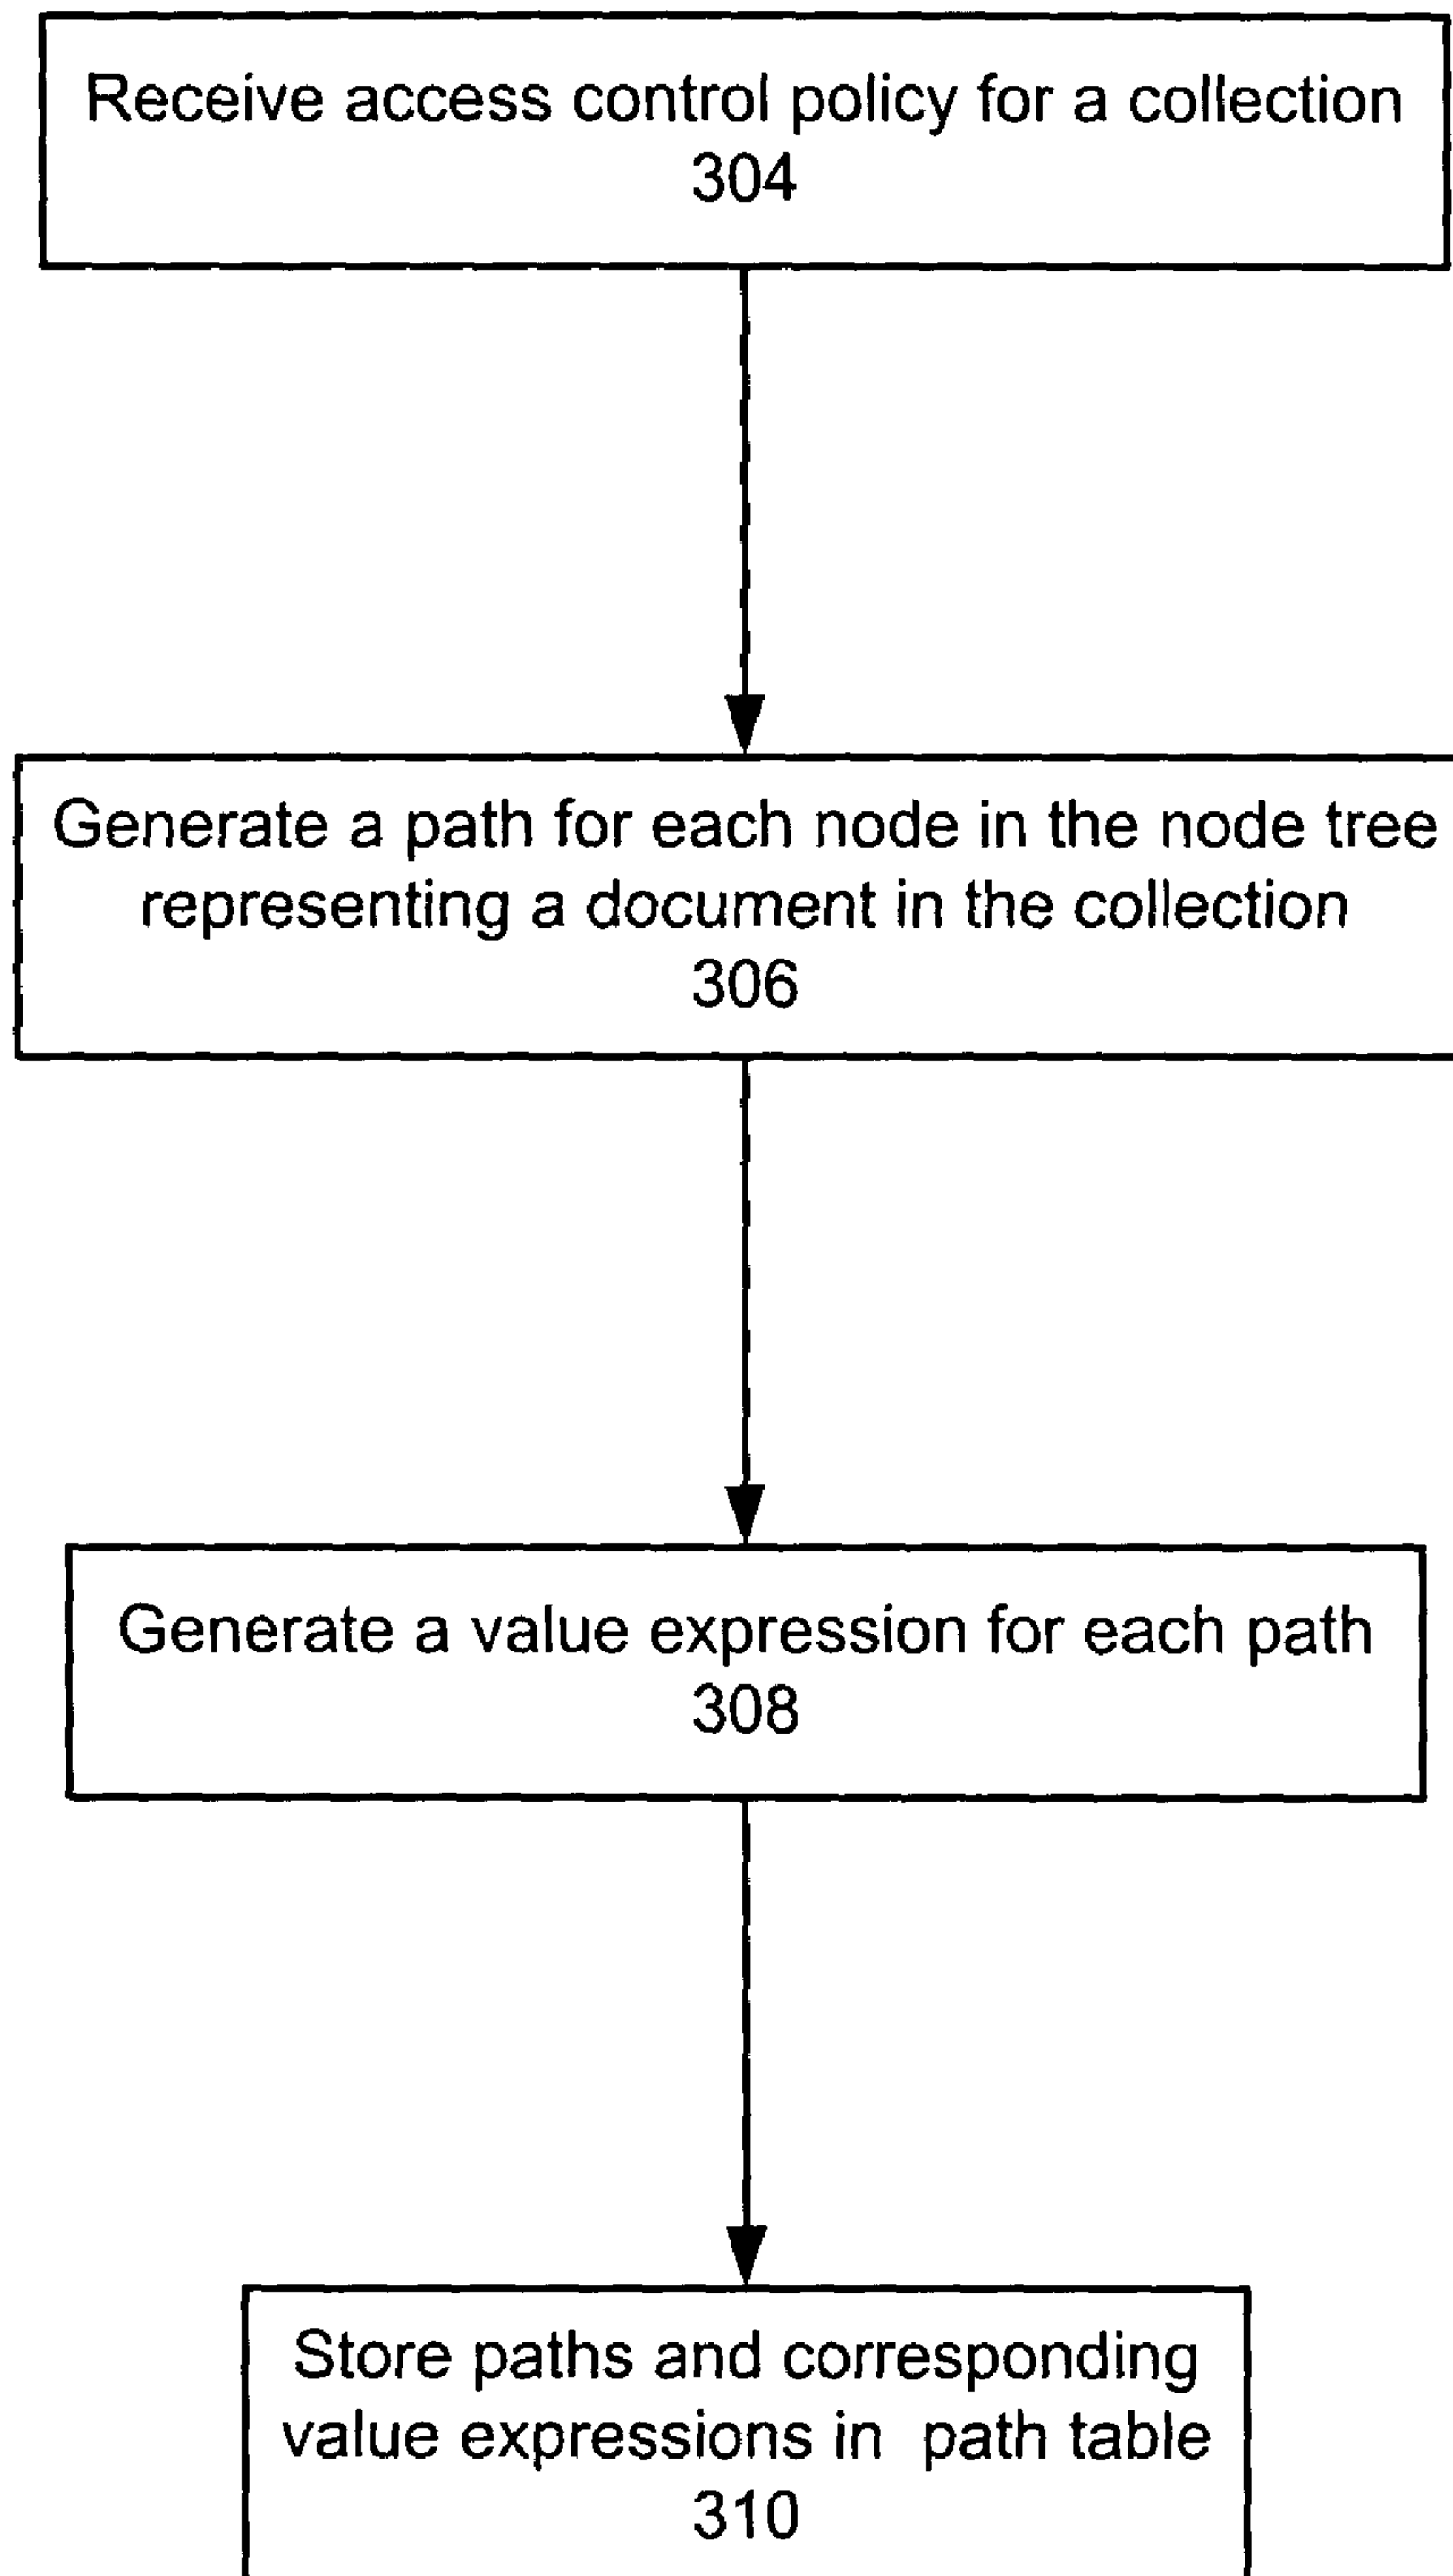 Receive access control policy for a collection
304
Generate a path for each node in the node tree
representing a document in the collection
306
Generate a value expression for each path
308
Store paths and corresponding
value expressions in path table
310